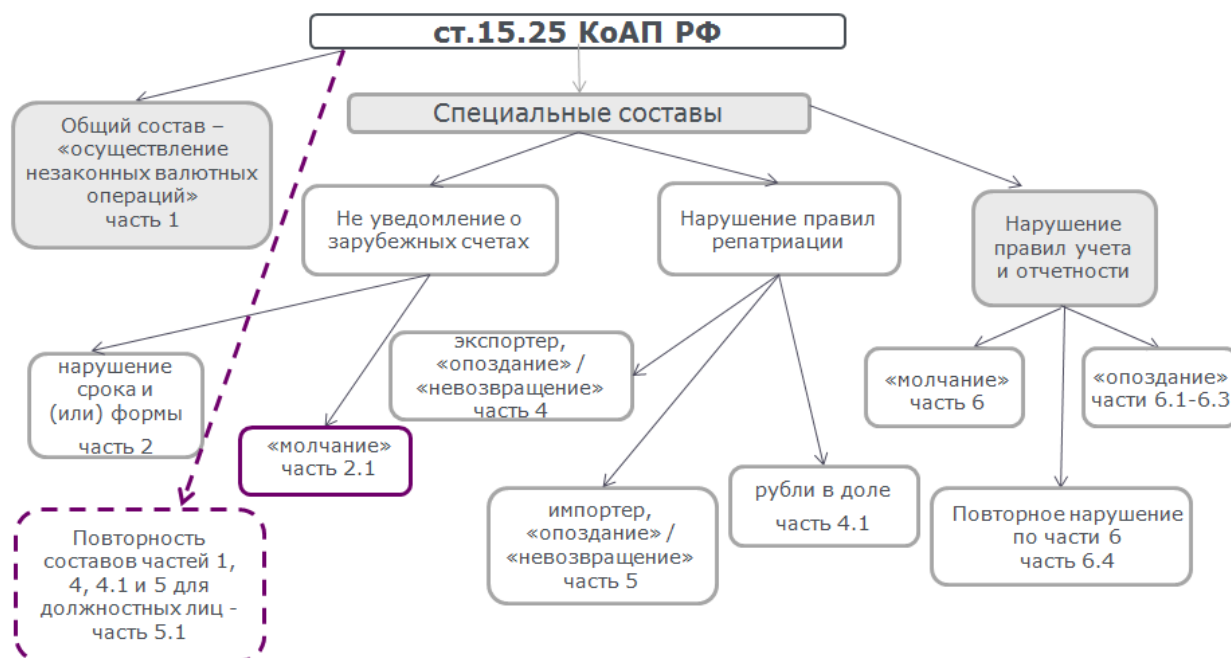 ст.15.25 КоАП РФ
Общий состав –
«осуществление
незаконных валютных
операций»
часть 1
Специальные составы
Не уведомление о
зарубежных счетах
Нарушение правил
репатриации
Нарушение
правил учета
и отчетности
нарушение
срока и
(или) формы
часть 2
«молчание»
часть 2.1
экспортер,
«опоздание» /
«невозвращение»
часть 4
импортер,
«опоздание» /
«невозвращение»
часть 5
рубли в доле
часть 4.1
«молчание»
часть 6
«опоздание»
части 6.1-6.3
Повторное нарушение
по части 6
часть 6.4
Повторность
составов частей 1,
4, 4.1 и 5 для
должностных лиц -
часть 5.1